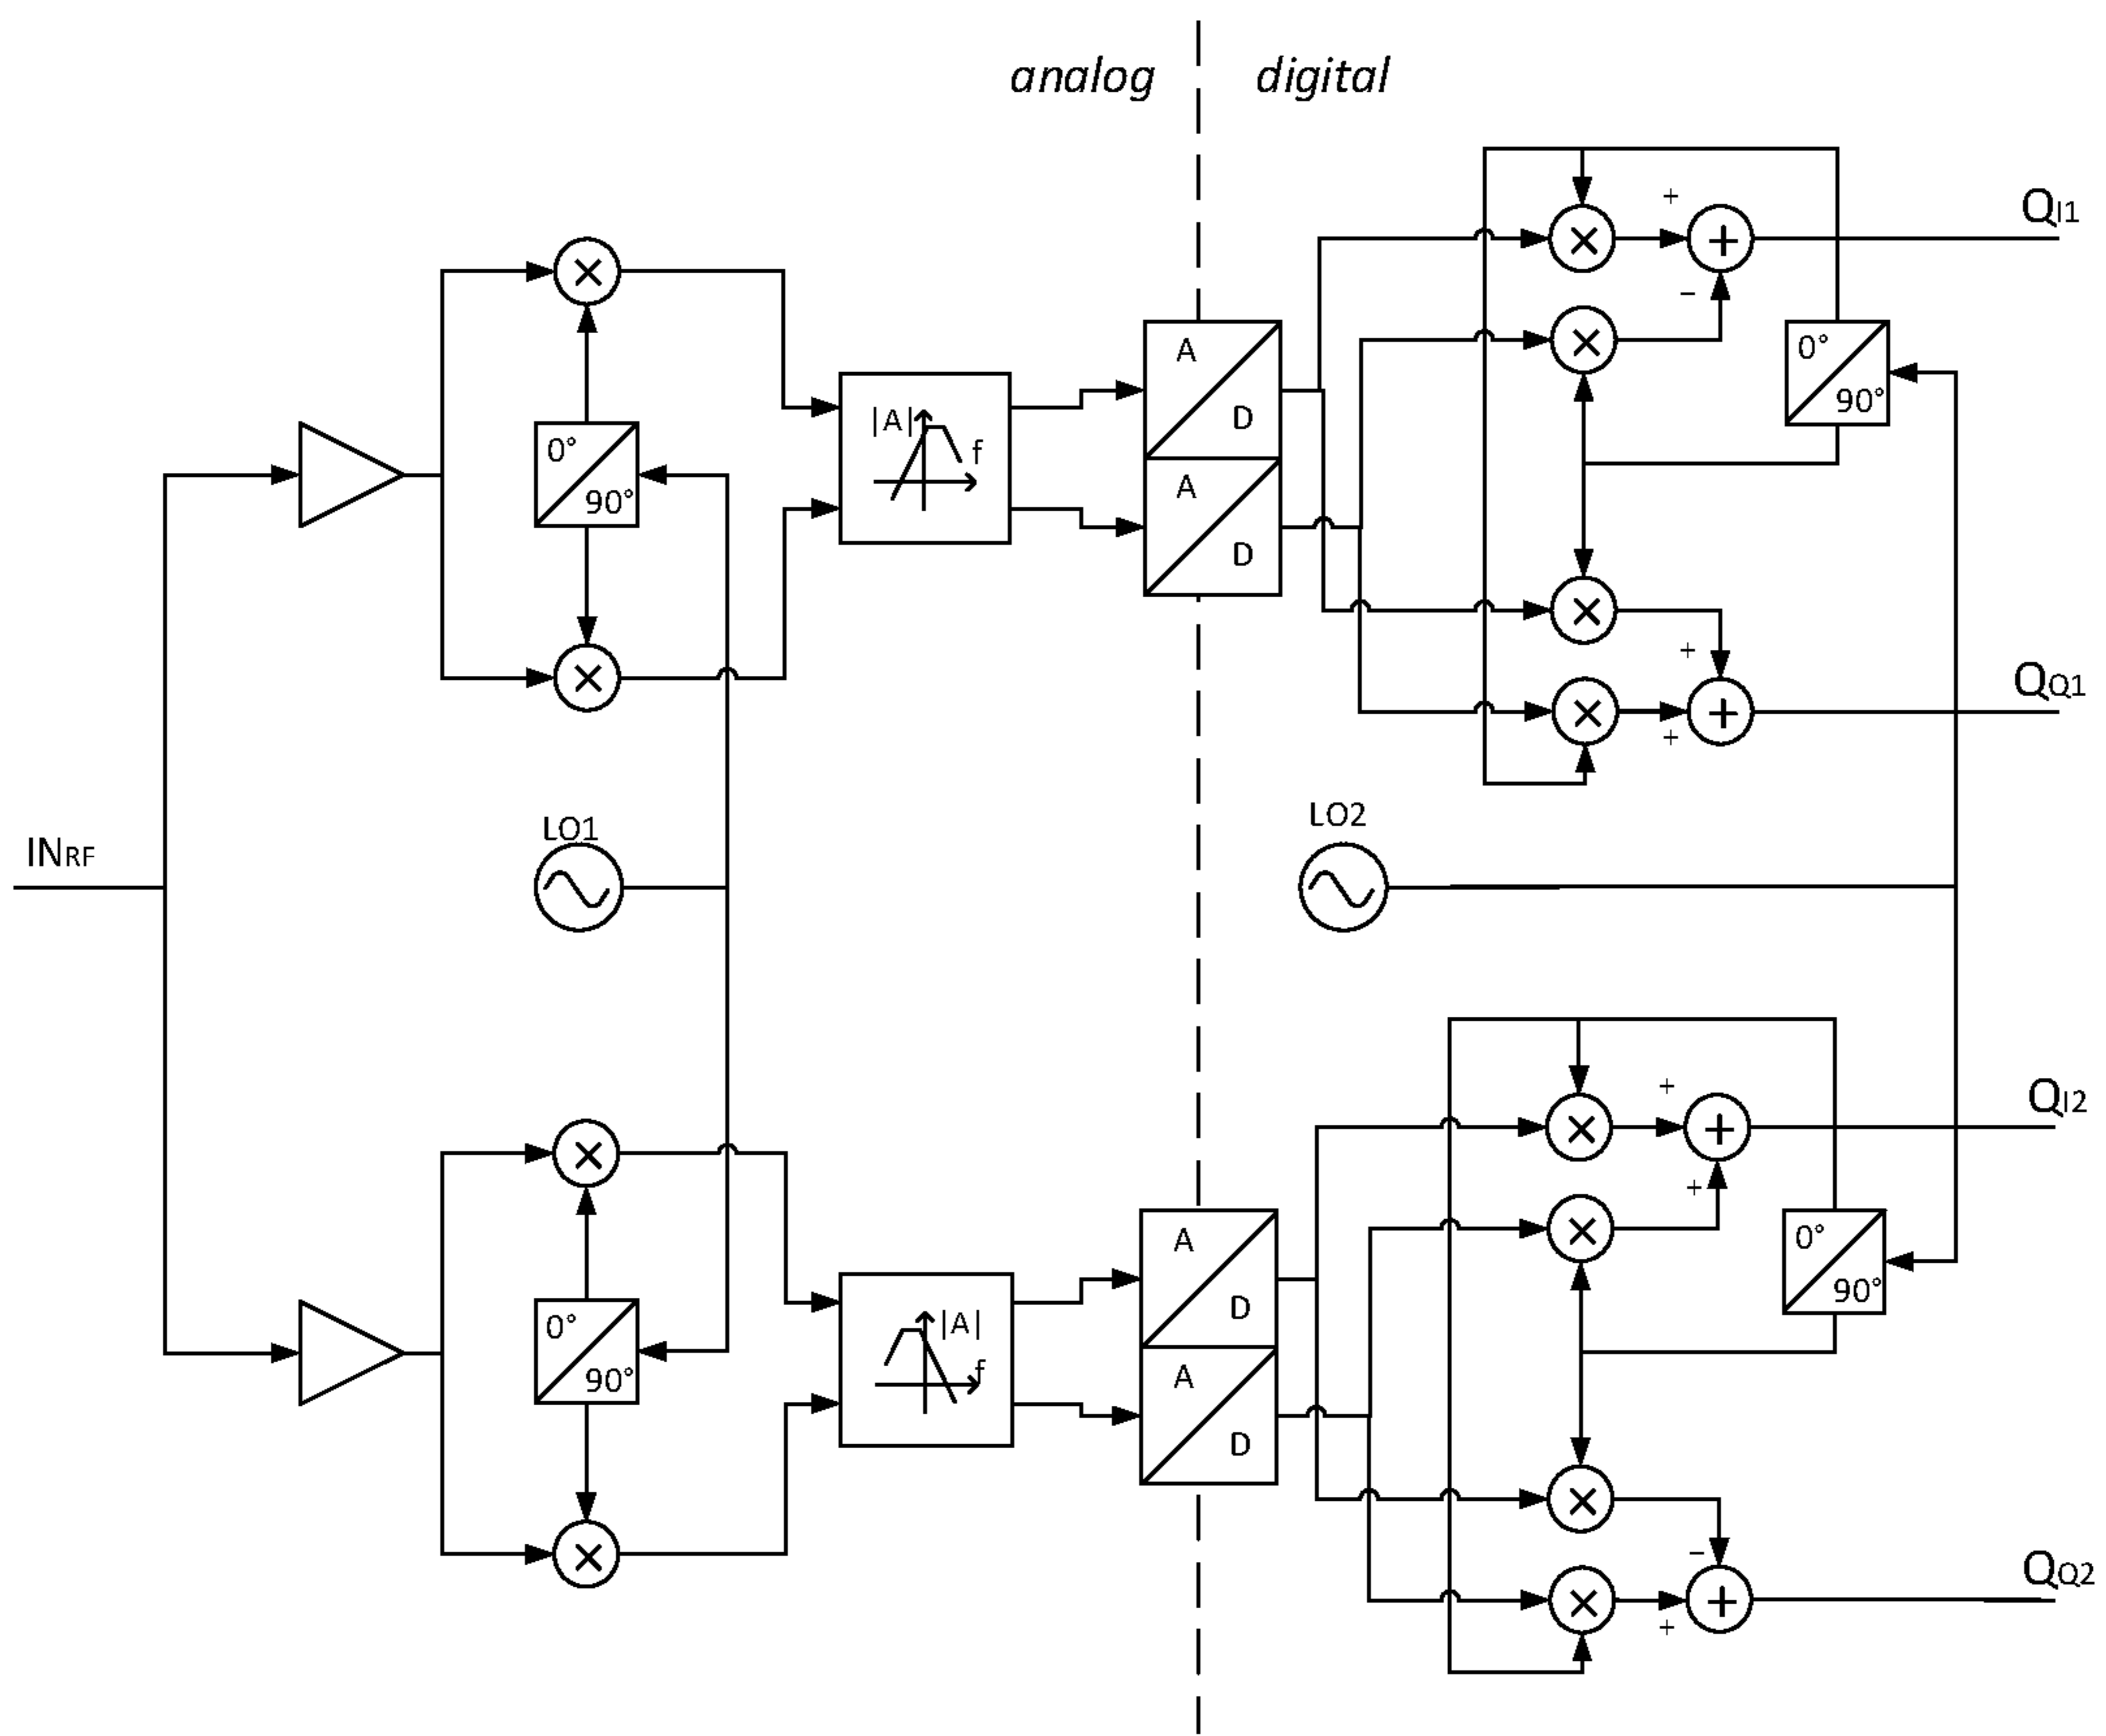 analog digital
QI1
+
−
0°
90°
|A|
f
A
D
A
D
0°
90°
+
+
QQ1
LO1
LO2
INRF
QI2
+
+
0°
90°
A
D
A
D
|A|
f
0°
90°
−
+
QQ2